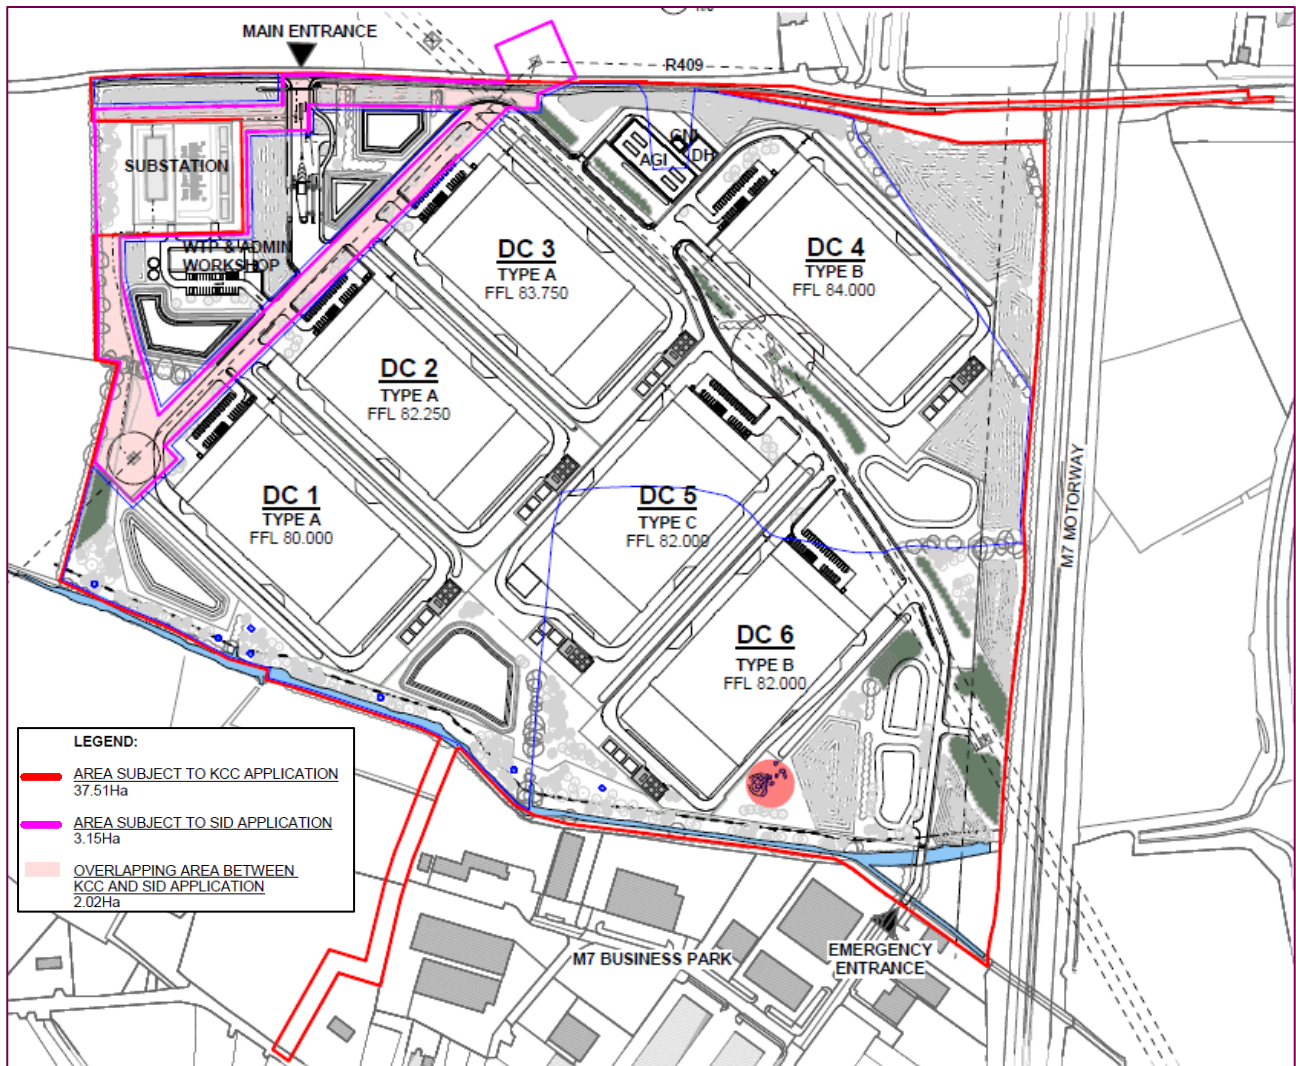 MAIN ENTRANCE
R409
SUBSTATION
AGI
DH
WTP & ADMIN
WORKSHOP
DC 3
TYPE A
FFL 83.750
DC 4
TYPE B
FFL 84.000
DC 2
TYPE A
FFL 82.250
DC 1
TYPE A
FFL 80.000
DC 5
TYPE C
FFL 82.000
M7 MOTORWAY
DC 6
TYPE B
FFL 82.000
LEGEND:
AREA SUBJECT TO KCC APPLICATION
37.51Ha
AREA SUBJECT TO SID APPLICATION
3.15Ha
OVERLAPPING AREA BETWEEN
KCC AND SID APPLICATION
2.02Ha
M7 BUSINESS PARK
EMERGENCY
ENTRANCE